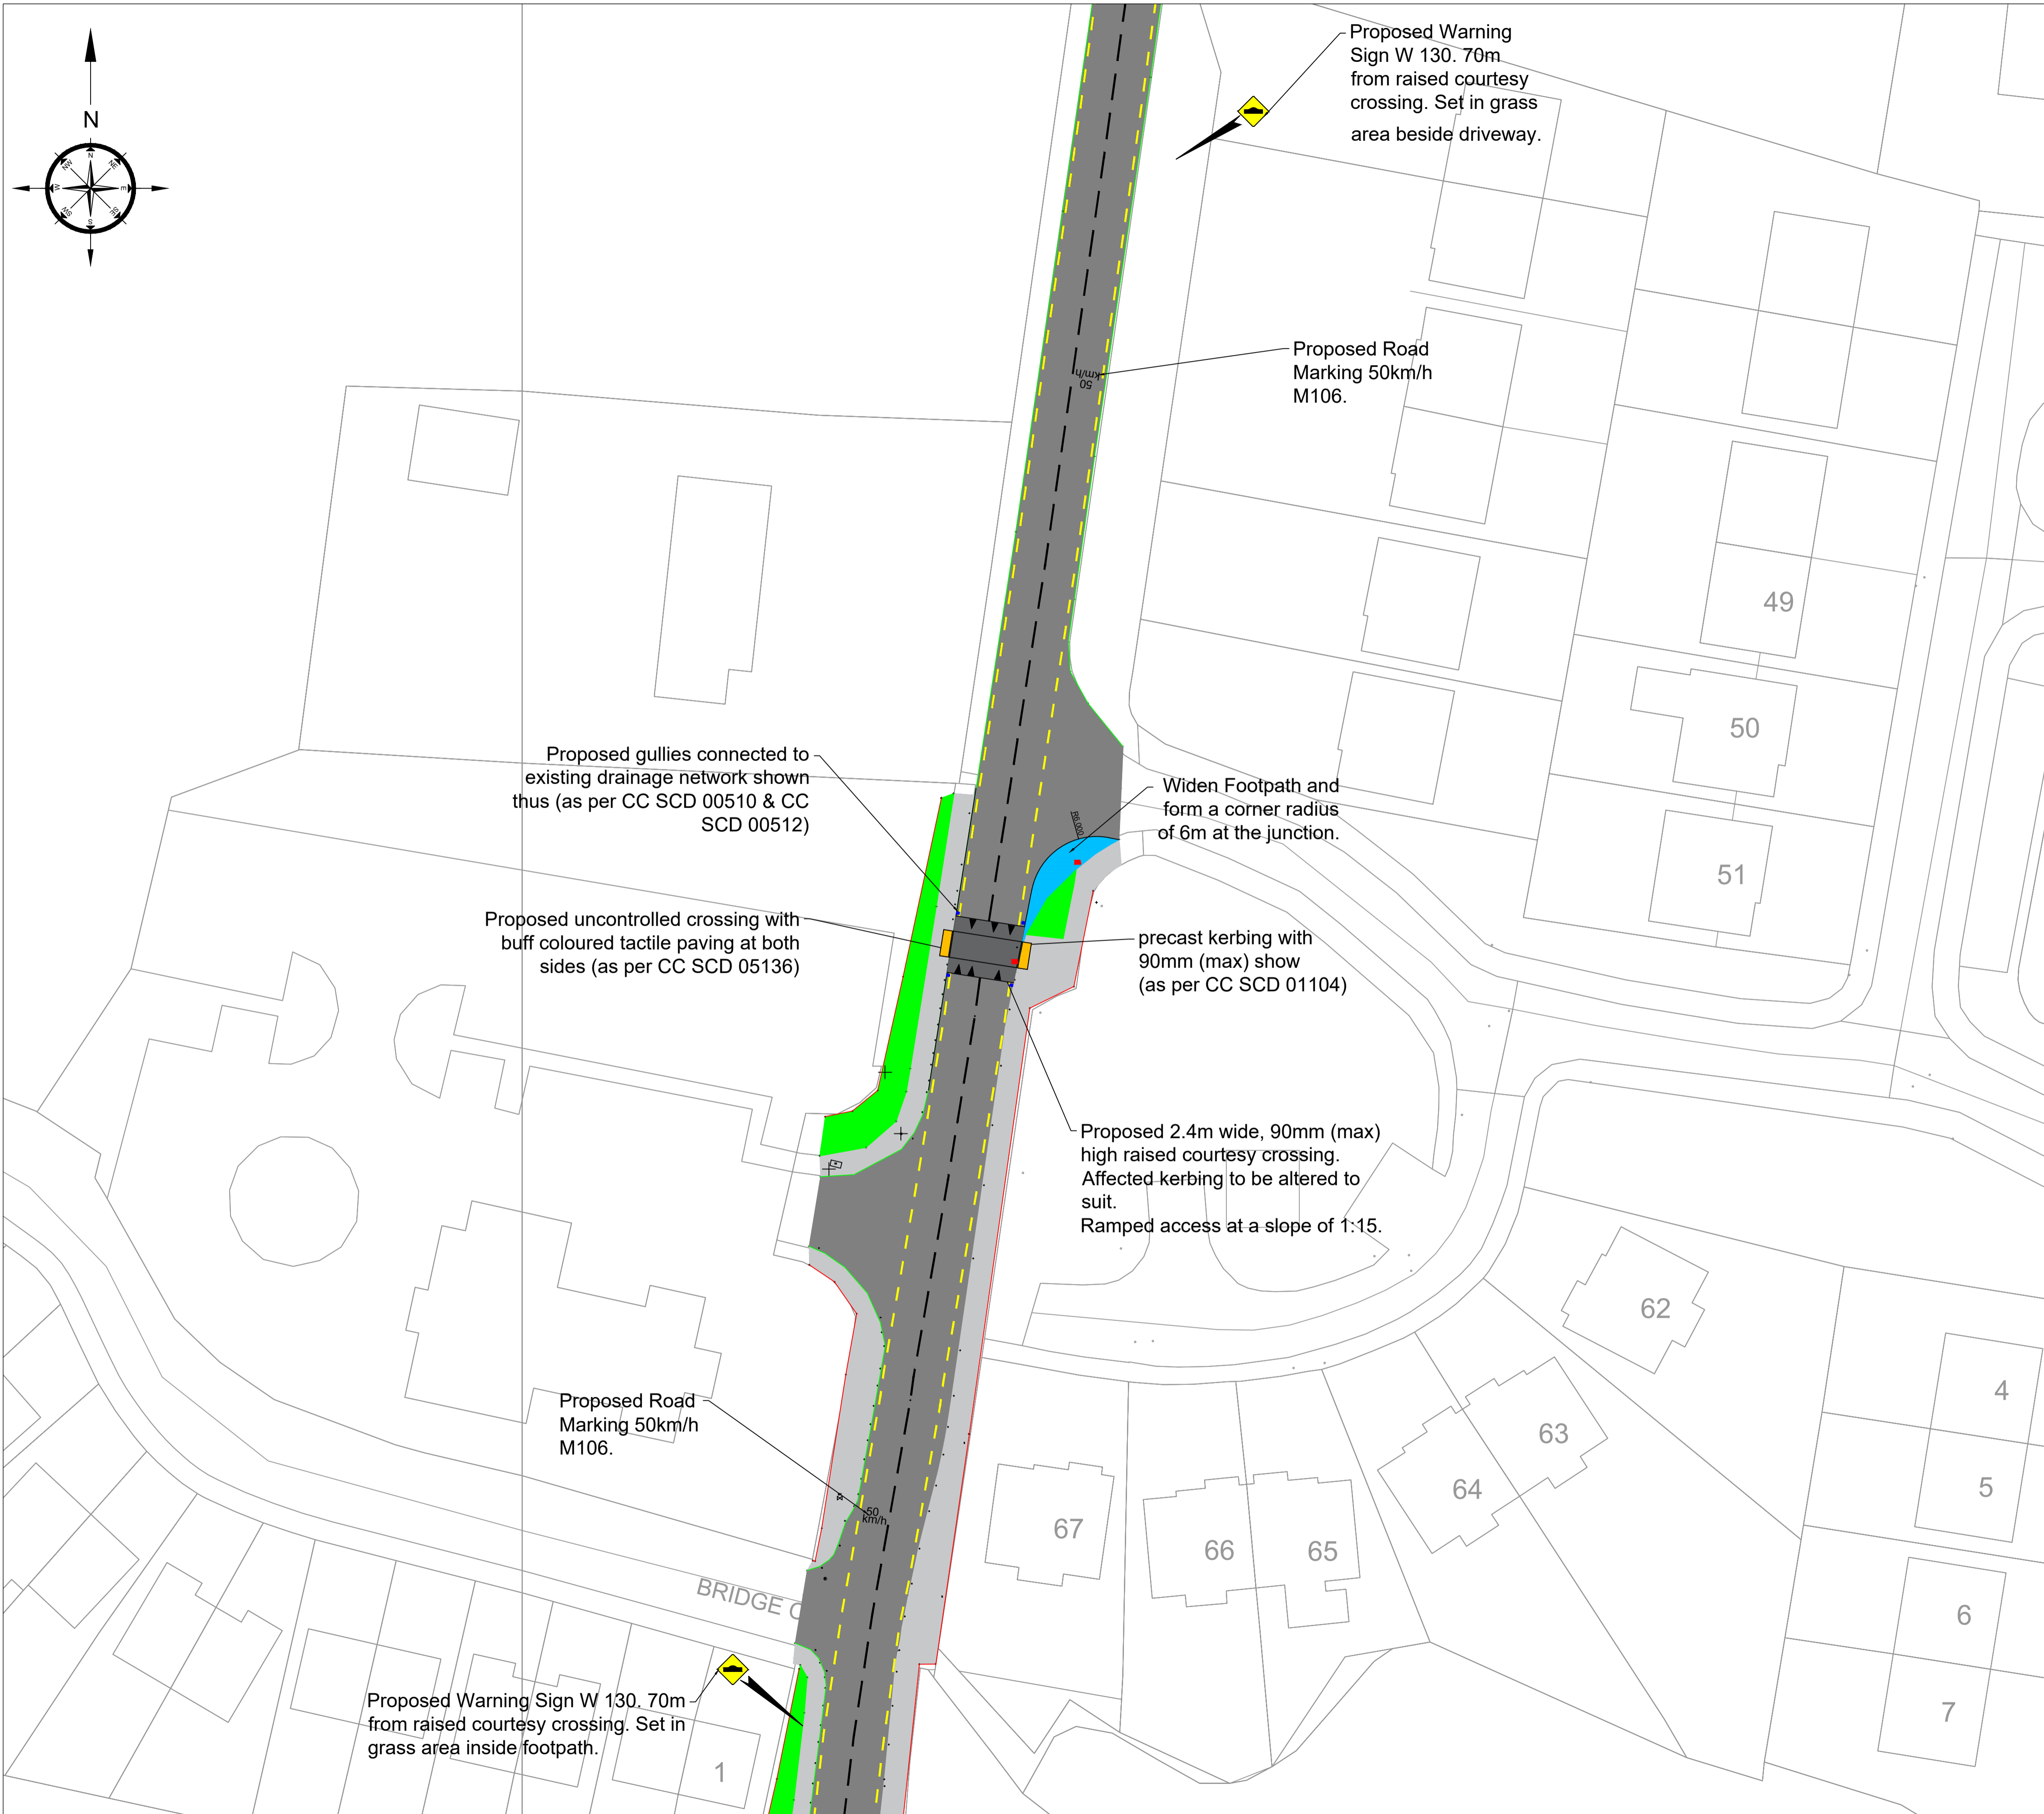 Proposed Warning
Sign W 130. 70m
from raised courtesy
crossing. Set in grass
area beside driveway.
N
N
NE
E
SE
S
SW
W
NW
Proposed Road
Marking 50km/h
M106.
50
km/h
49
50
51
Proposed gullies connected to
existing drainage network shown
thus (as per CC SCD 00510 & CC
SCD 00512)
Widen Footpath and
form a corner radius
of 6m at the junction.
R6.000
Proposed uncontrolled crossing with
buff coloured tactile paving at both
sides (as per CC SCD 05136)
precast kerbing with
90mm (max) show
(as per CC SCD 01104)
Proposed 2.4m wide, 90mm (max)
high raised courtesy crossing.
Affected kerbing to be altered to
suit.
Ramped access at a slope of 1:15.
62
4
63
5
64
Proposed Road
Marking 50km/h
M106.
50
km/h
67
66
65
BRIDGE
6
7
Proposed Warning Sign W 130. 70m
from raised courtesy crossing. Set in
grass area inside footpath.
1